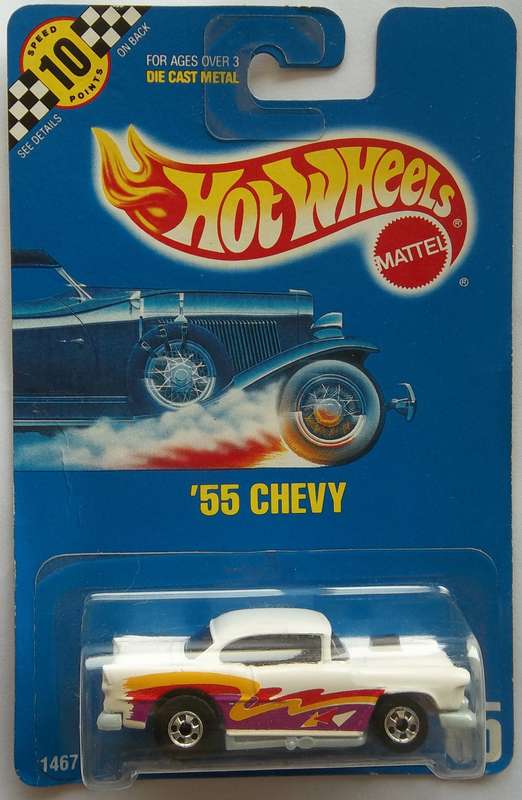 SPEED
10
POINTS
ON BACK
SEE DETAILS
FOR AGES OVER 3
DIE CAST METAL
HOT WHEELS®
MATTEL
®
'55 CHEVY
1467
5